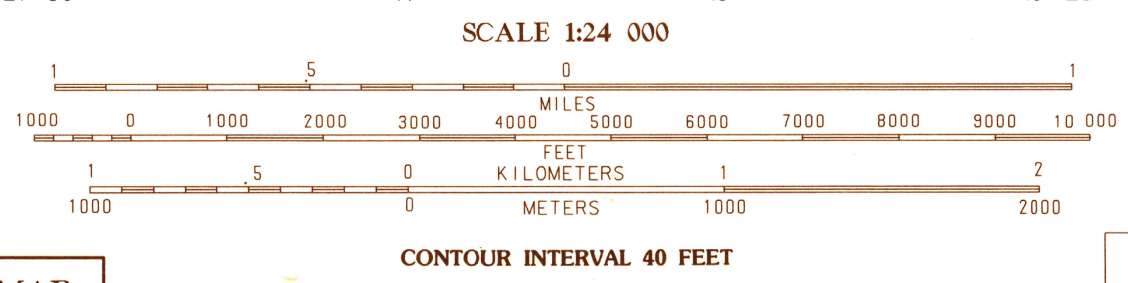 SCALE 1:24 000
1 .5 0 1
MILES
1000 0 1000 2000 3000 4000 5000 6000 7000 8000 9000 10 000
FEET
1 .5 0 KILOMETERS 1 2
1000 0 METERS 1000 2000
CONTOUR INTERVAL 40 FEET